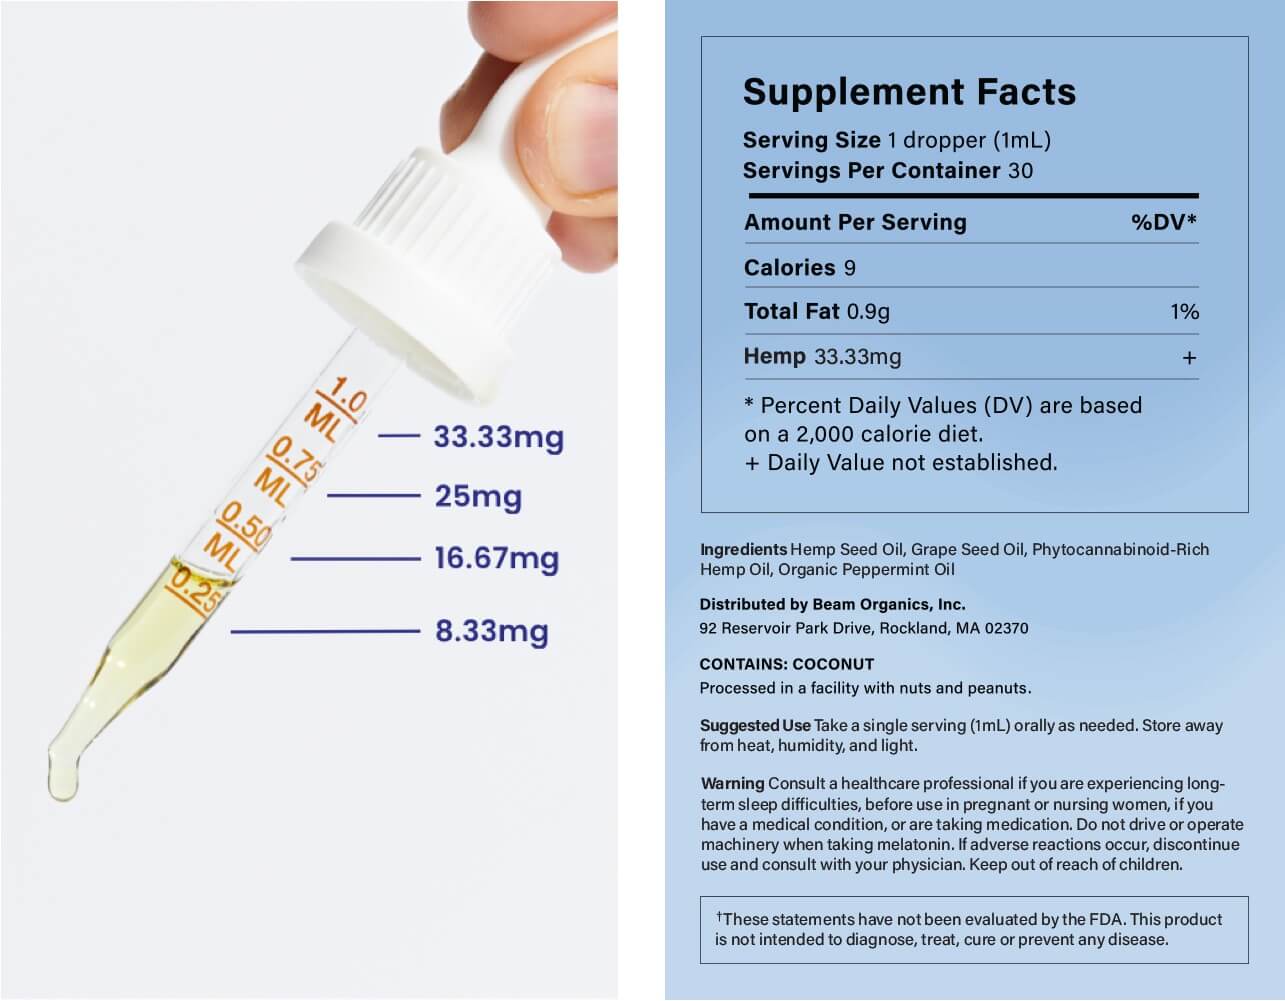 1.0
ML
0.75
ML
0.50
ML
0.25
33.33mg
25mg
16.67mg
8.33mg
Supplement Facts
Serving Size 1 dropper (1mL)
Servings Per Container 30
Amount Per Serving %DV*
Calories 9
Total Fat 0.9g 1%
Hemp 33.33mg +
* Percent Daily Values (DV) are based
on a 2,000 calorie diet.
+ Daily Value not established.
Ingredients Hemp Seed Oil, Grape Seed Oil, Phytocannabinoid-Rich
Hemp Oil, Organic Peppermint Oil
Distributed by Beam Organics, Inc.
92 Reservoir Park Drive, Rockland, MA 02370
CONTAINS: COCONUT
Processed in a facility with nuts and peanuts.
Suggested Use Take a single serving (1mL) orally as needed. Store away
from heat, humidity, and light.
Warning Consult a healthcare professional if you are experiencing long-
term sleep difficulties, before use in pregnant or nursing women, if you
have a medical condition, or are taking medication. Do not drive or operate
machinery when taking melatonin. If adverse reactions occur, discontinue
use and consult with your physician. Keep out of reach of children.
†These statements have not been evaluated by the FDA. This product
is not intended to diagnose, treat, cure or prevent any disease.